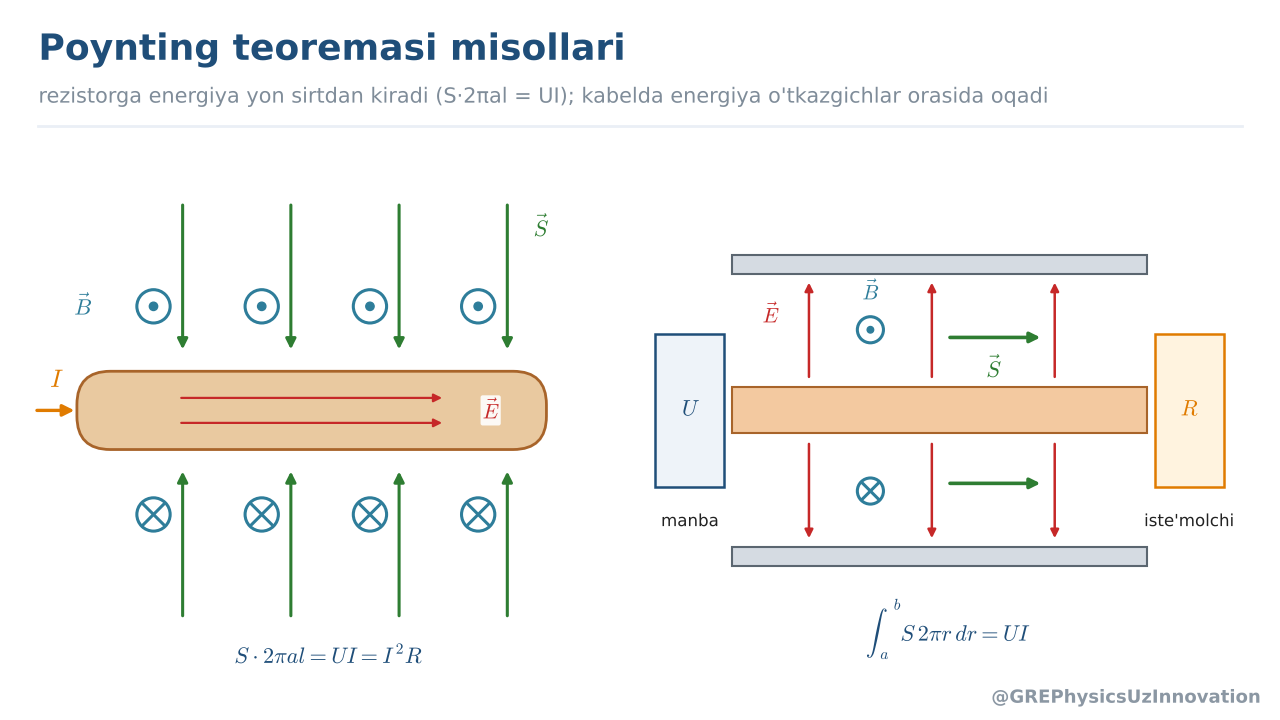 Poynting teoremasi misollari
rezistorga energiya yon sirtdan kiradi (S·2πal = UI); kabelda energiya o'tkazgichlar orasida oqadi
S⃗
B⃗
I
E⃗
S · 2πal = UI = I²R
B⃗
E⃗
S⃗
U
R
manba
iste'molchi
∫ₐᵇ S 2πr dr = UI
@GREPhysicsUzInnovation